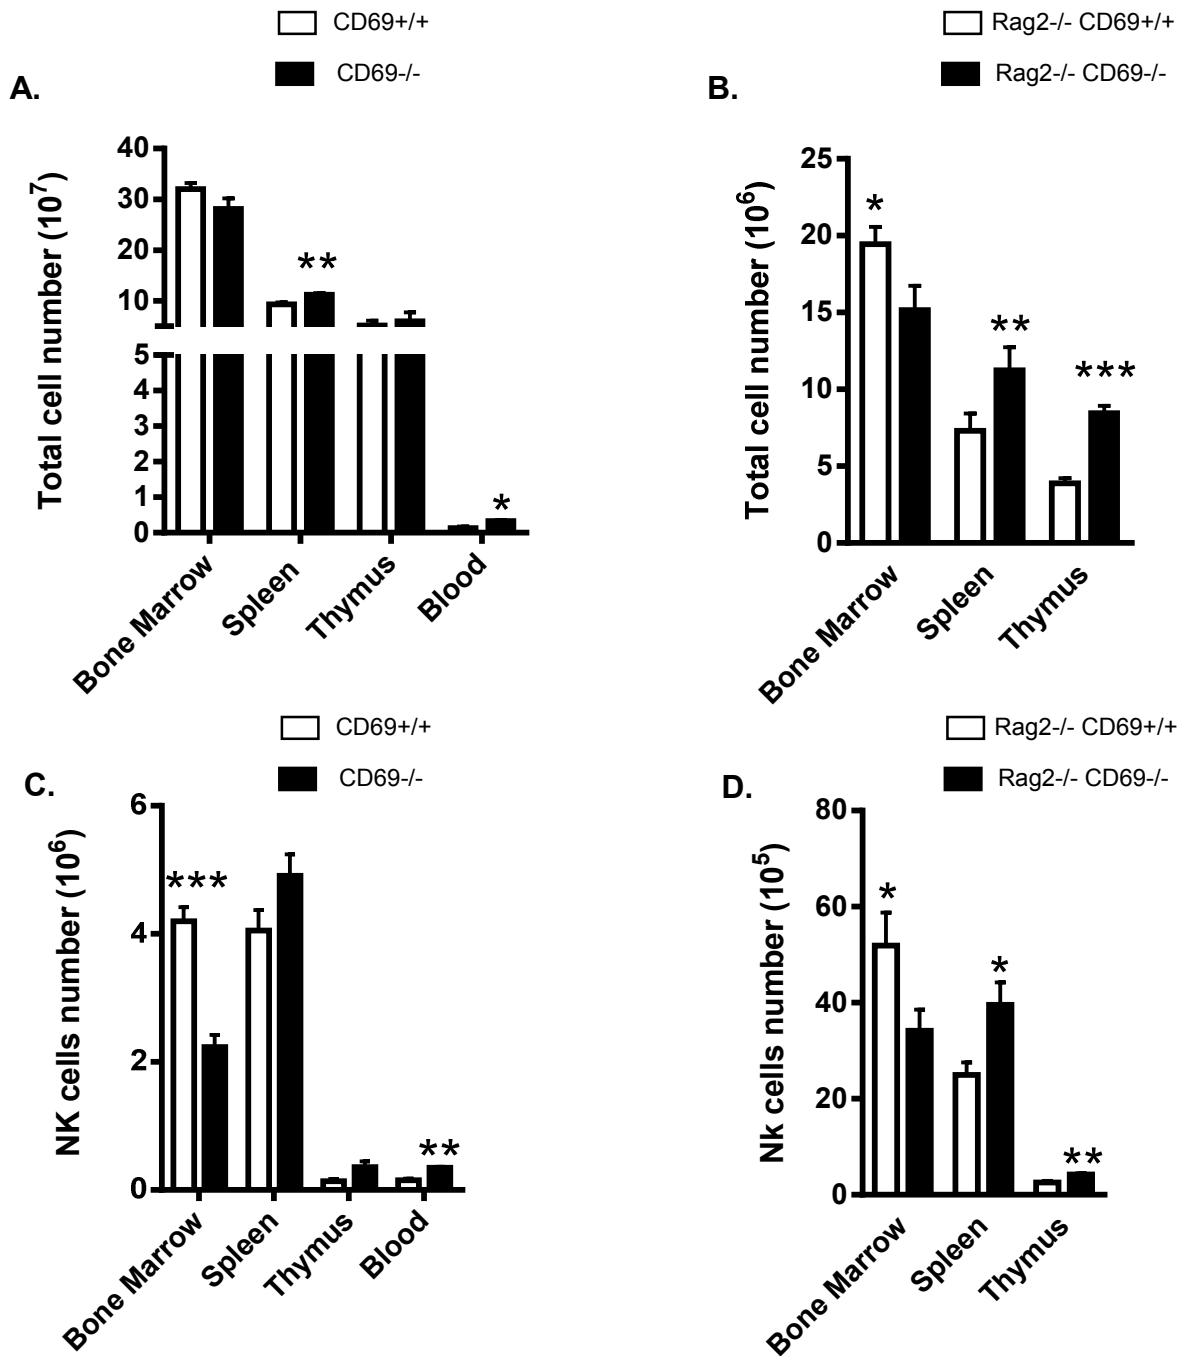 CD69+/+
CD69-/-
A.
Total cell number (10⁷)
40
30
20
10
5
4
3
2
1
0
**
*
Bone Marrow
Spleen
Thymus
Blood
Rag2-/- CD69+/+
Rag2-/- CD69-/-
B.
Total cell number (10⁶)
25
20
15
10
5
0
*
**
***
Bone Marrow
Spleen
Thymus
CD69+/+
CD69-/-
C.
NK cells number (10⁶)
6
4
2
0
***
**
Bone Marrow
Spleen
Thymus
Blood
Rag2-/- CD69+/+
Rag2-/- CD69-/-
D.
Nk cells number (10⁵)
80
60
40
20
0
*
*
**
Bone Marrow
Spleen
Thymus